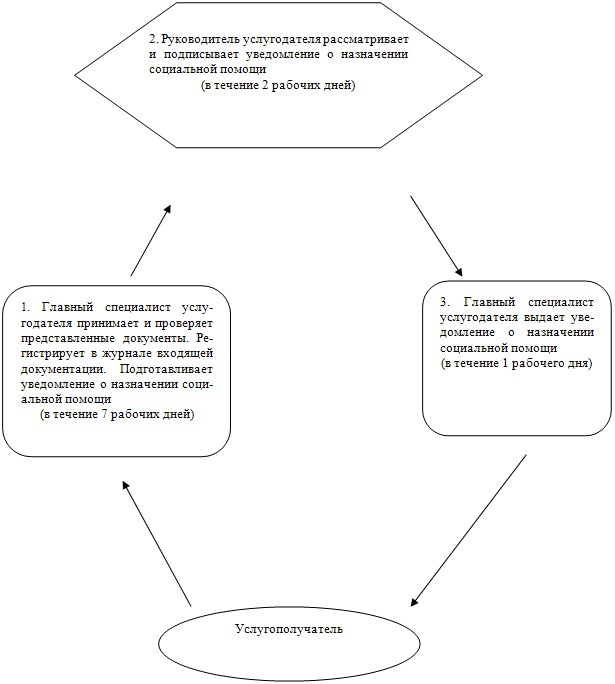 2. Руководитель услугодателя рассматривает
и подписывает уведомление о назначении
социальной помощи
(в течение 2 рабочих дней)
1. Главный специалист услу-
годателя принимает и проверяет
представленные документы. Ре-
гистрирует в журнале входящей
документации. Подготавливает
уведомление о назначении соци-
альной помощи
(в течение 7 рабочих дней)
3. Главный специалист
услугодателя выдает уве-
домление о назначении
социальной помощи
(в течение 1 рабочего дня)
Услугополучатель